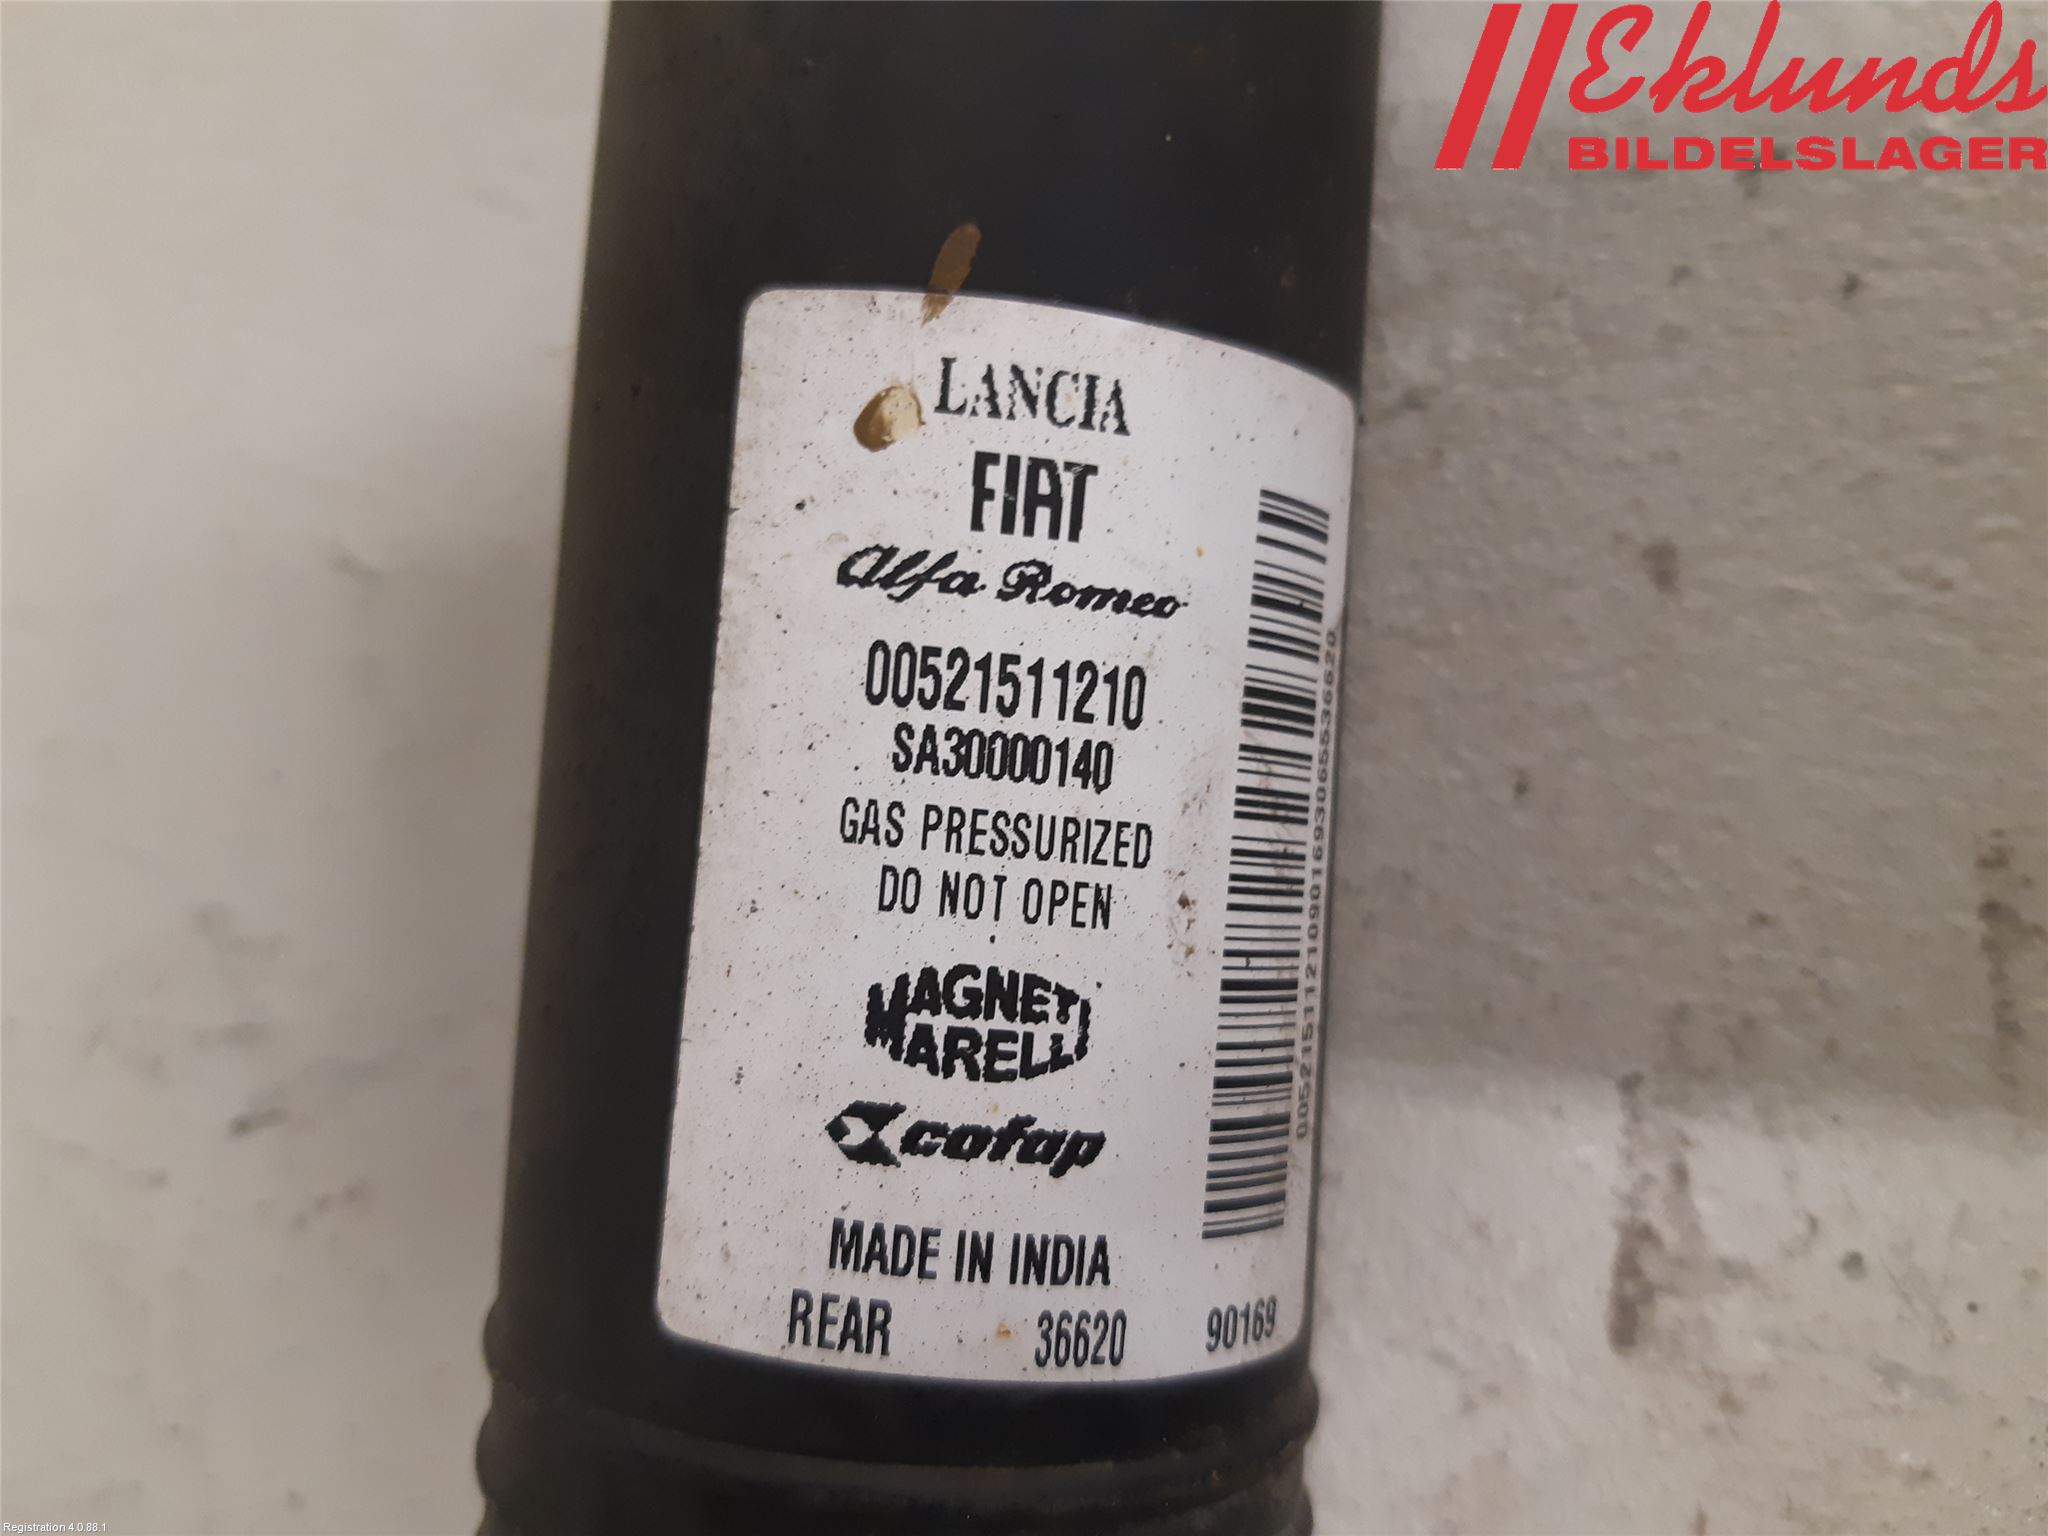 Eklunds
BILDELSLAGER
LANCIA
FIAT
Alfa Romeo
00521511210
SA30000140
GAS PRESSURIZED
DO NOT OPEN
MAGNETI
MARELLI
cofap
MADE IN INDIA
REAR 36620 90169
Registration 4.0.88.1